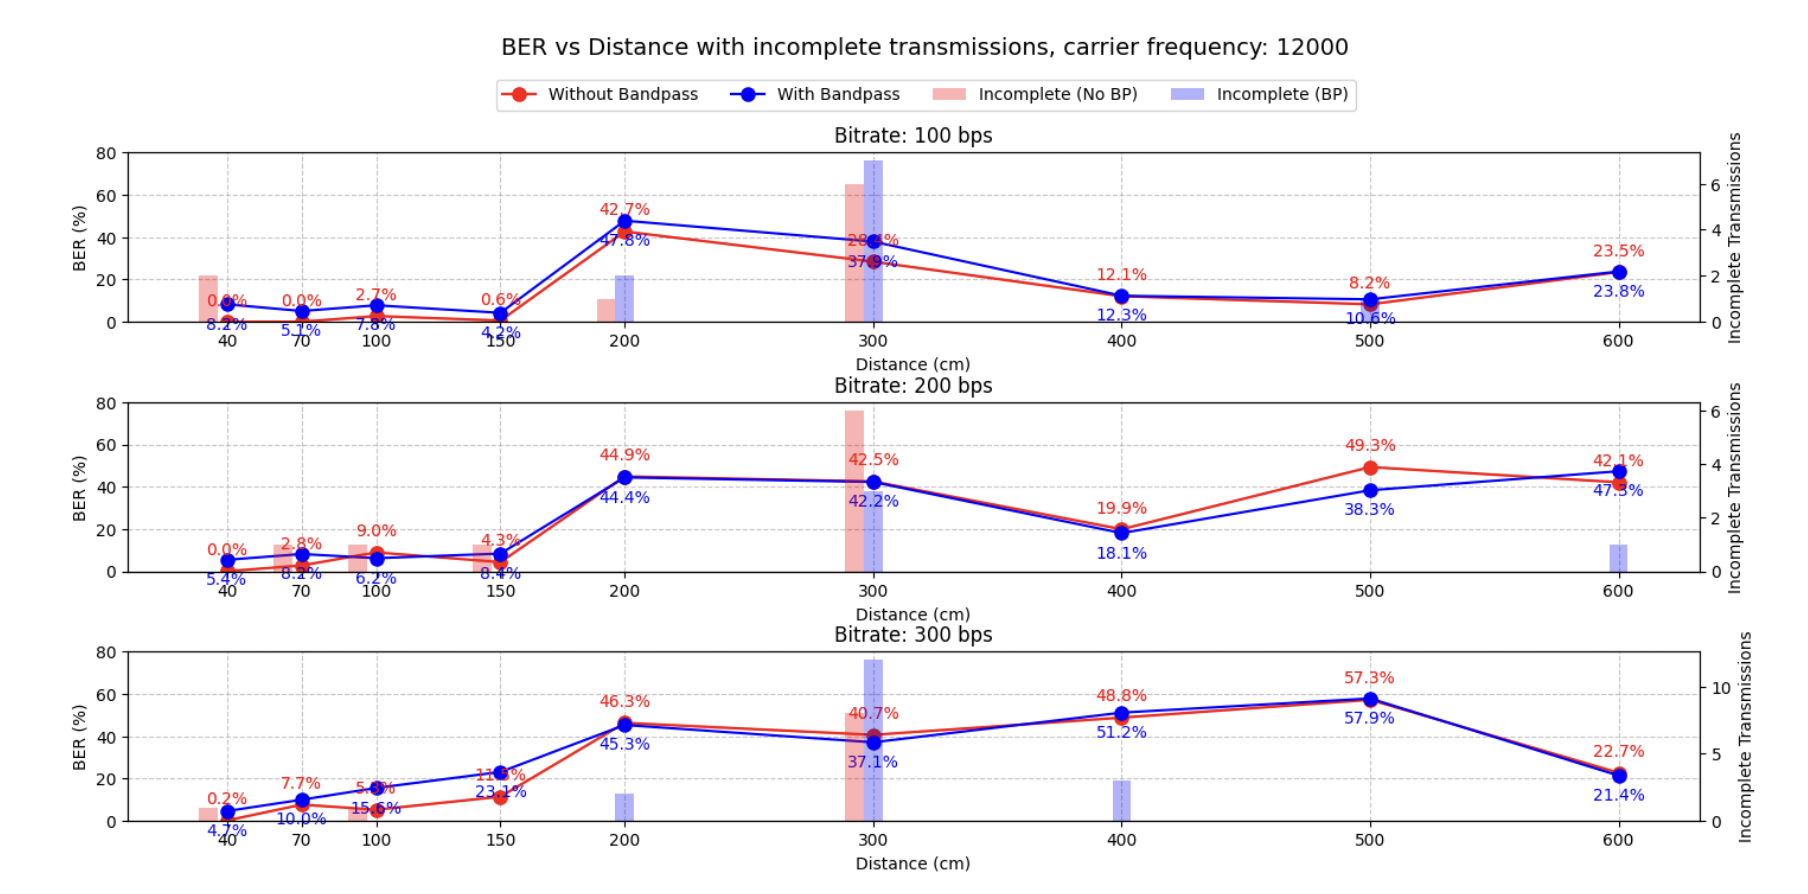 BER vs Distance with incomplete transmissions, carrier frequency: 12000
Without Bandpass With Bandpass Incomplete (No BP) Incomplete (BP)
Bitrate: 100 bps
BER (%)
80
60
40
20
0
0.0% 0.0% 2.7% 0.6% 42.7% 28.4% 12.1% 8.2% 23.5%
8.2% 5.1% 7.8% 4.2% 47.8% 37.9% 12.3% 10.6% 23.8%
40 70 100 150 200 300 400 500 600
Distance (cm)
6
4
2
0
Incomplete Transmissions
Bitrate: 200 bps
BER (%)
80
60
40
20
0
0.0% 2.8% 9.0% 4.3% 44.9% 42.5% 19.9% 49.3% 42.1%
5.4% 8.2% 6.2% 8.4% 44.4% 42.2% 18.1% 38.3% 47.3%
40 70 100 150 200 300 400 500 600
Distance (cm)
6
4
2
0
Incomplete Transmissions
Bitrate: 300 bps
BER (%)
80
60
40
20
0
0.2% 7.7% 46.3% 40.7% 48.8% 57.3% 22.7%
4.7% 10.0% 15.6% 23.1% 45.3% 37.1% 51.2% 57.9% 21.4%
40 70 100 150 200 300 400 500 600
Distance (cm)
10
5
0
Incomplete Transmissions